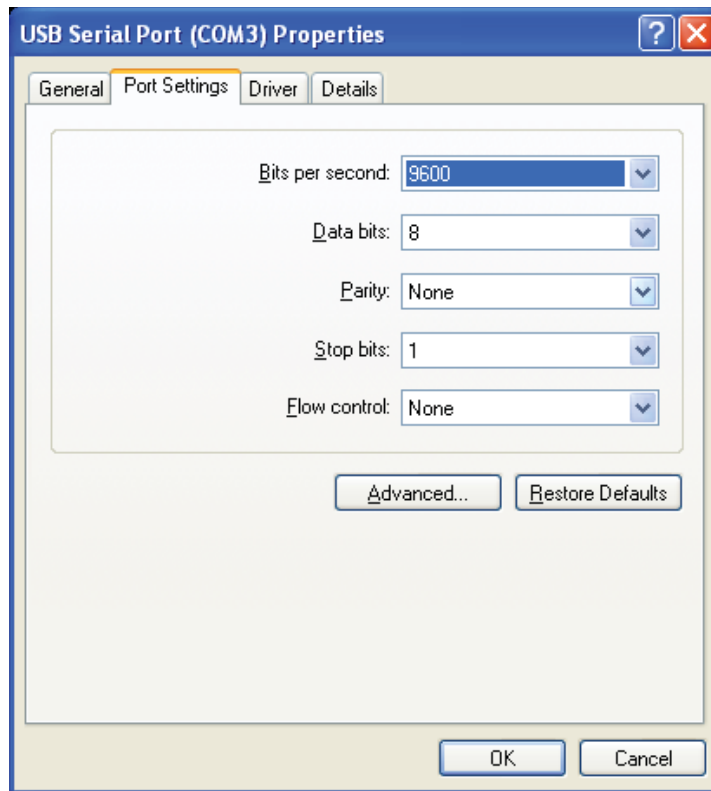 USB Serial Port (COM3) Properties
General Port Settings Driver Details
Bits per second: 9600
Data bits: 8
Parity: None
Stop bits: 1
Flow control: None
Advanced... Restore Defaults
OK Cancel